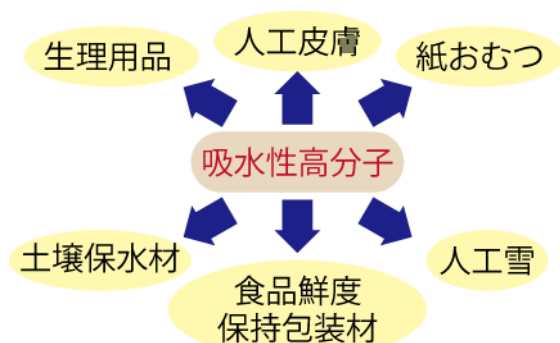 生理用品
人工皮膚
紙おむつ
吸水性高分子
土壌保水材
食品鮮度
保持包装材
人工雪